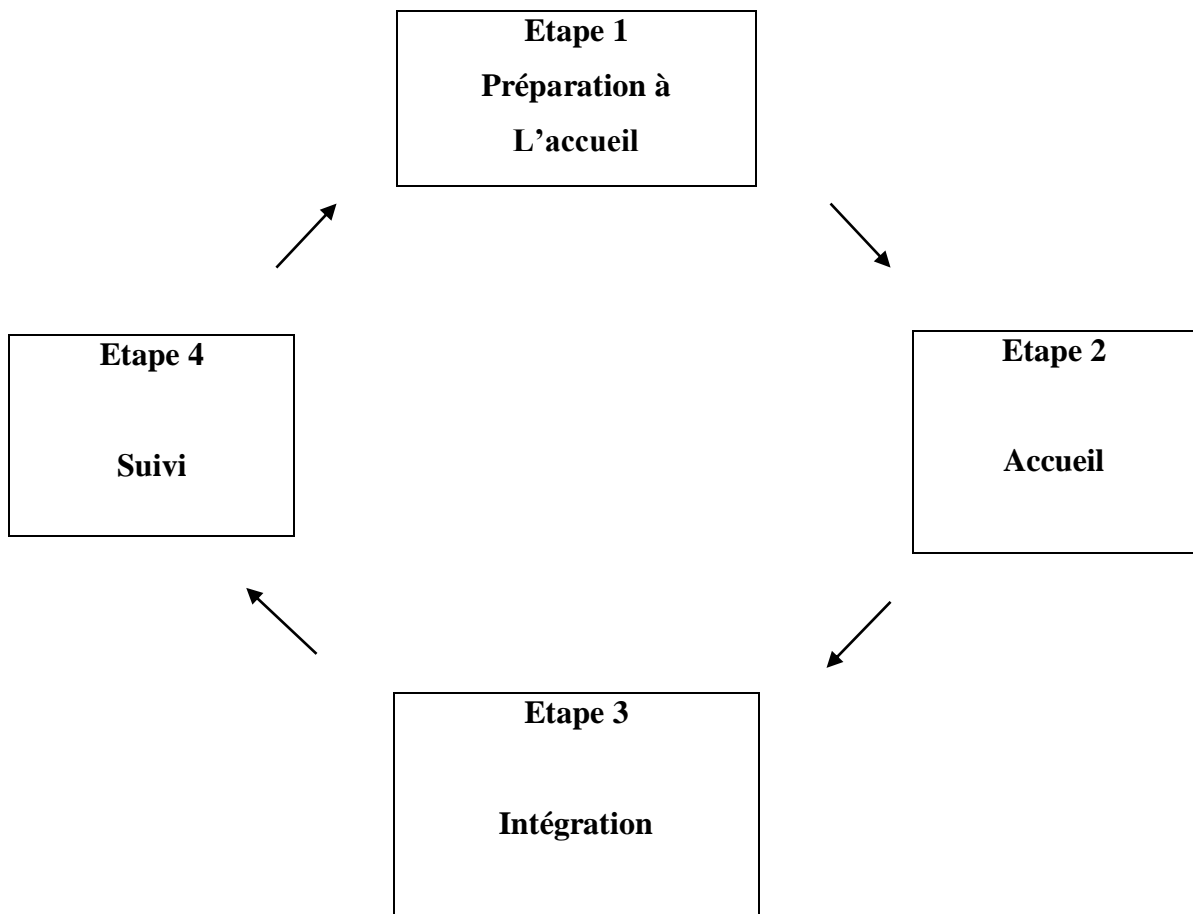 Etape 1
Préparation à
L’accueil
Etape 2
Accueil
Etape 3
Intégration
Etape 4
Suivi